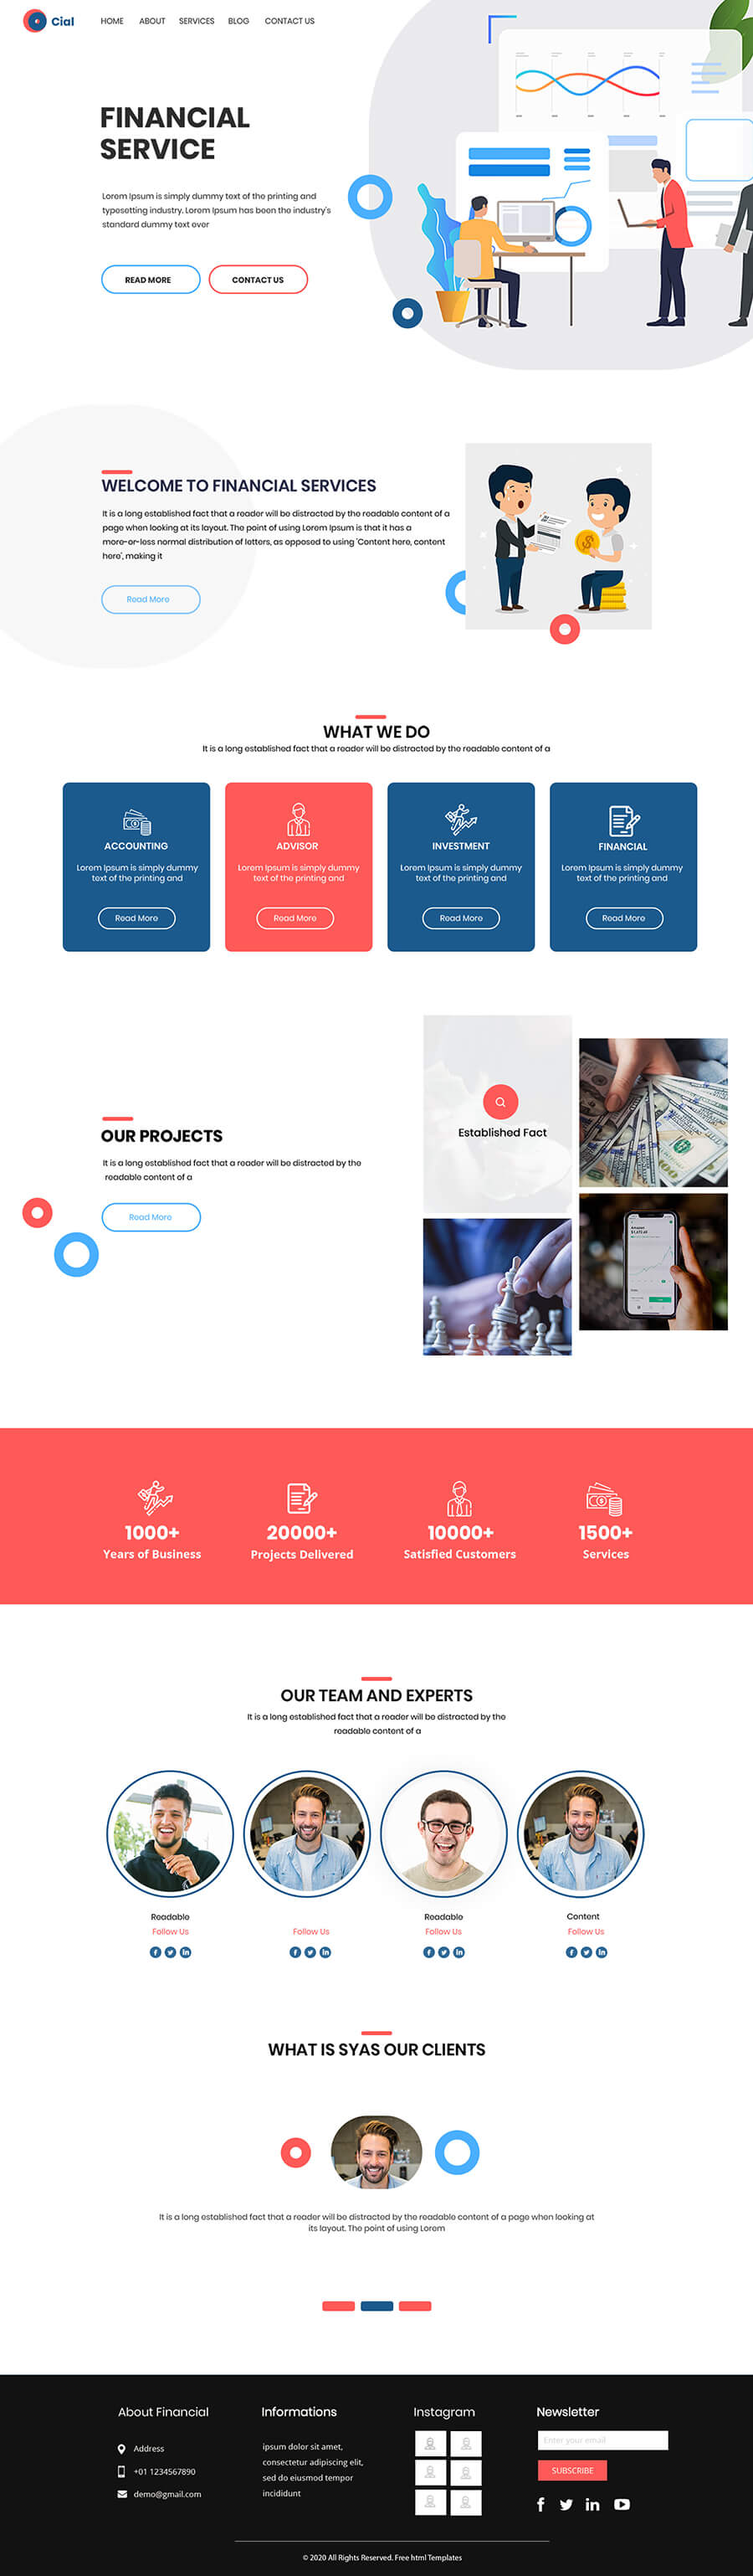 Cial
HOME ABOUT SERVICES BLOG CONTACT US
FINANCIAL
SERVICE
Lorem Ipsum is simply dummy text of the printing and
typesetting industry. Lorem Ipsum has been the industry's
standard dummy text over
READ MORE CONTACT US
WELCOME TO FINANCIAL SERVICES
It is a long established fact that a reader will be distracted by the readable content of a
page when looking at its layout. The point of using Lorem Ipsum is that it has a
more-or-less normal distribution of letters, as opposed to using 'Content here, content
here', making it
Read More
WHAT WE DO
It is a long established fact that a reader will be distracted by the readable content of a
ACCOUNTING
Lorem Ipsum is simply dummy
text of the printing and
Read More
ADVISOR
Lorem Ipsum is simply dummy
text of the printing and
Read More
INVESTMENT
Lorem Ipsum is simply dummy
text of the printing and
Read More
FINANCIAL
Lorem Ipsum is simply dummy
text of the printing and
Read More
Established Fact
OUR PROJECTS
It is a long established fact that a reader will be distracted by the
readable content of a
Read More
1000+
Years of Business
20000+
Projects Delivered
10000+
Satisfied Customers
1500+
Services
OUR TEAM AND EXPERTS
It is a long established fact that a reader will be distracted by the
readable content of a
Readable
Follow Us
Follow Us
Readable
Follow Us
Content
Follow Us
WHAT IS SYAS OUR CLIENTS
It is a long established fact that a reader will be distracted by the readable content of a page when looking at
its layout. The point of using Lorem
About Financial
Address
+01 1234567890
demo@gmail.com
Informations
ipsum dolor sit amet,
consectetur adipiscing elit,
sed do eiusmod tempor
incididunt
Instagram
Newsletter
Enter your email
SUBSCRIBE
© 2020 All Rights Reserved. Free html Templates